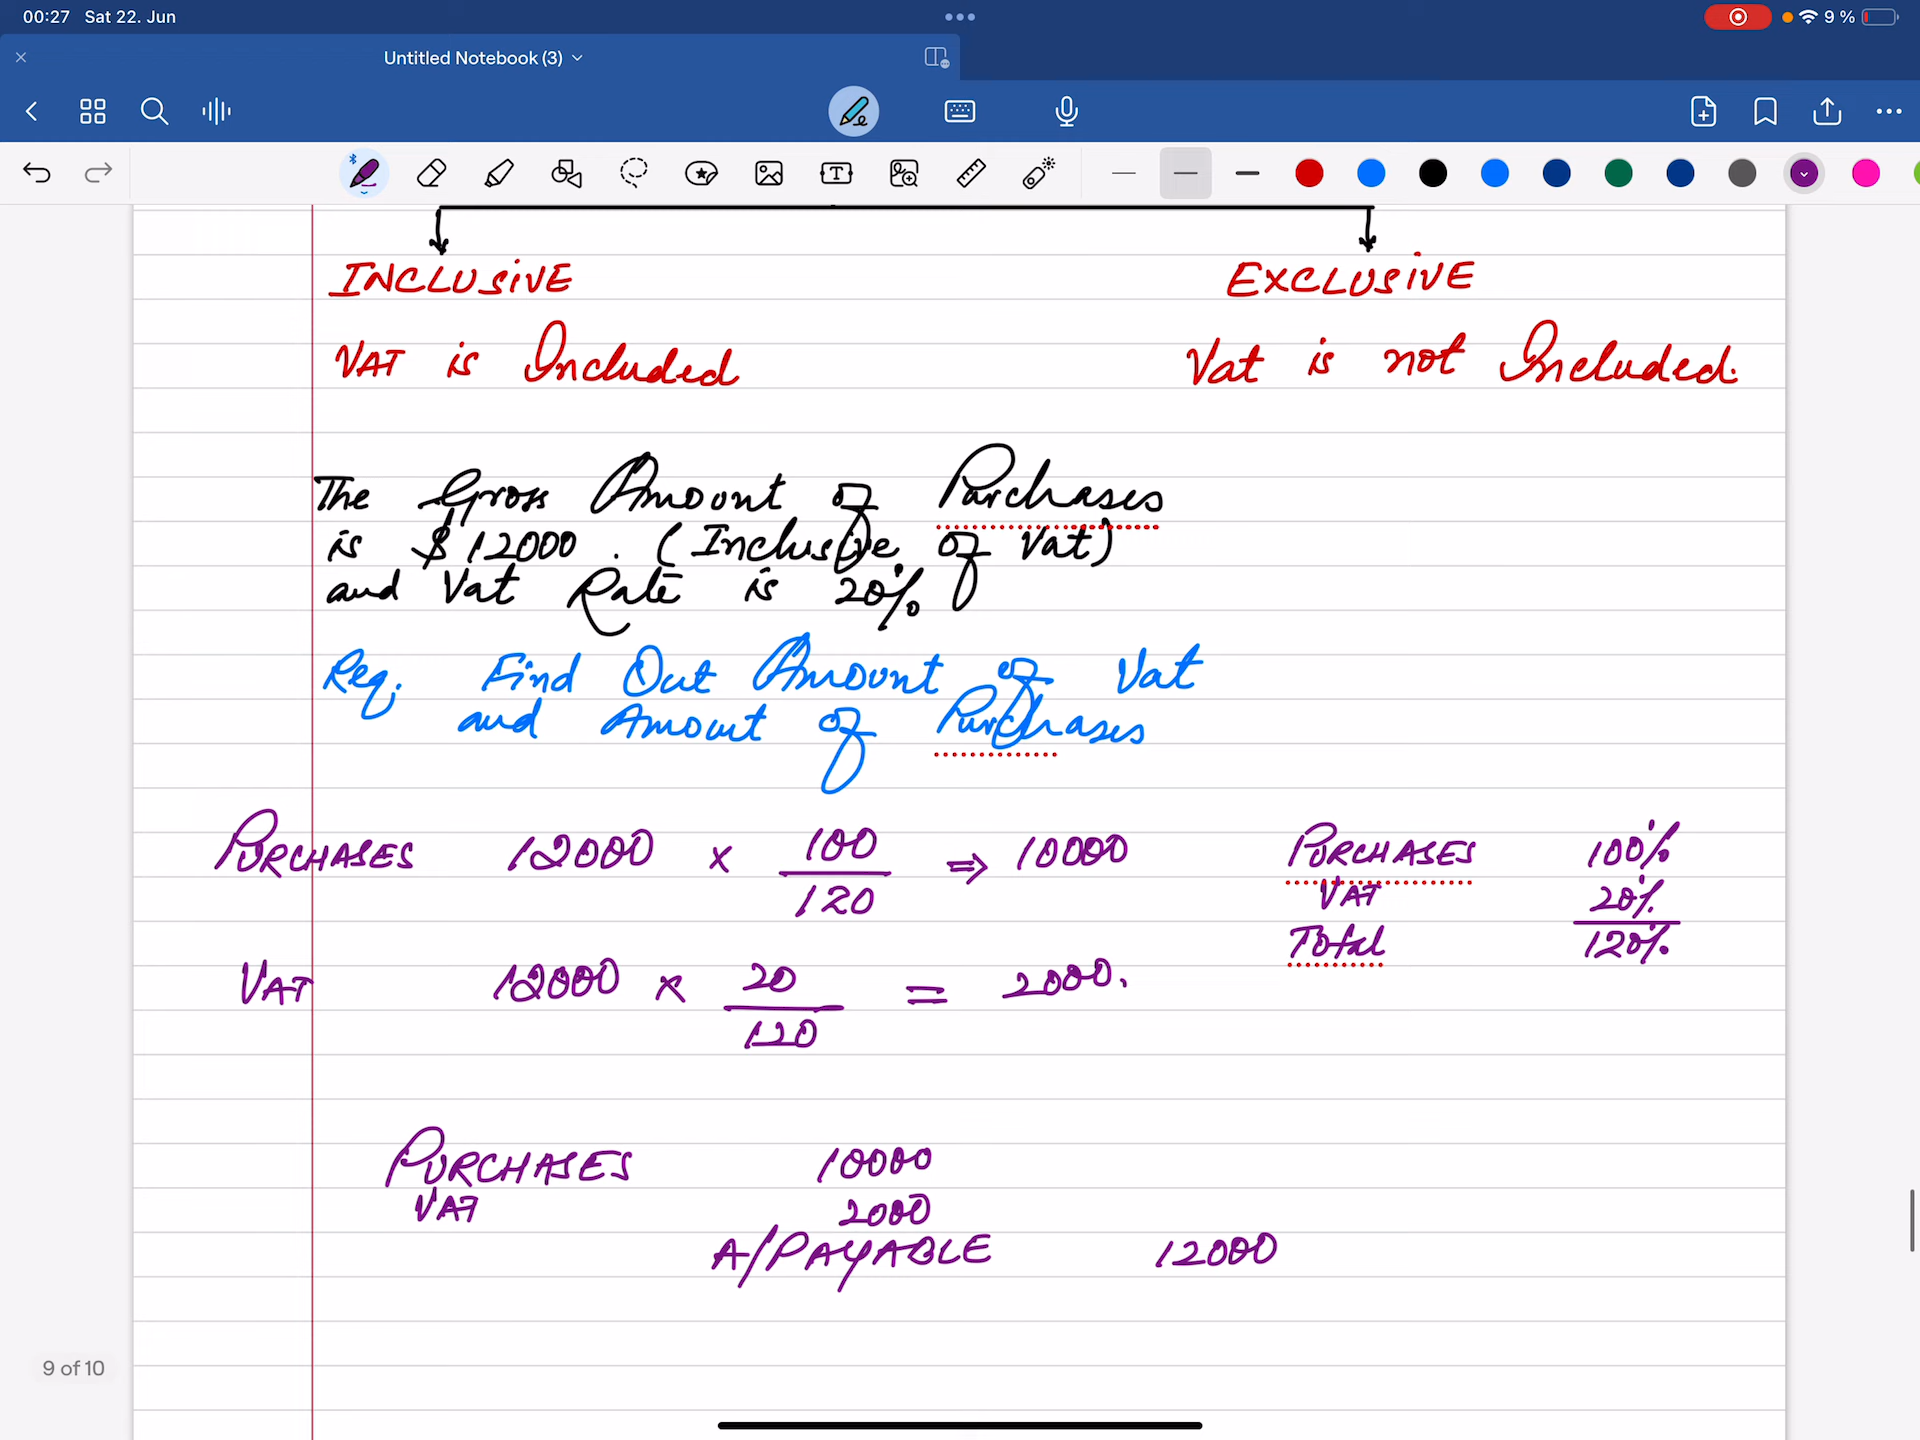 00:27 Sat 22. Jun
9 %
Untitled Notebook (3)
INCLUSIVE EXCLUSIVE
VAT is Included Vat is not Included.
The Gross Amount of Purchases
is $12000. (Inclusive of Vat)
and Vat Rate is 20%
Req. Find Out Amount of Vat
and Amount of Purchases
PURCHASES 12000 × 100/120 ⇒ 10000
PURCHASES 100%
VAT 20%
Total 120%
VAT 12000 × 20/120 = 2000.
PURCHASES 10000
VAT 2000
A/PAYABLE 12000
9 of 10